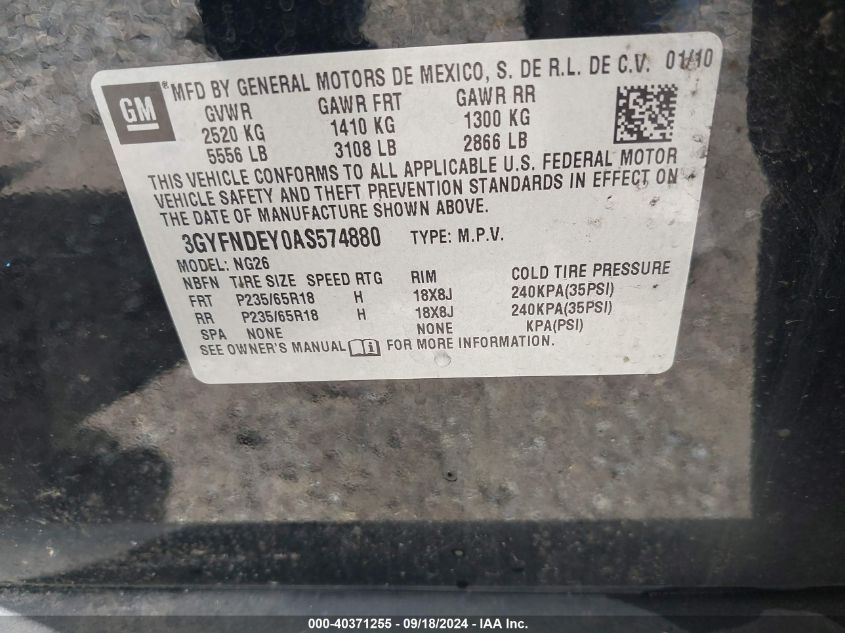 GM
® MFD BY GENERAL MOTORS DE MEXICO, S. DE R.L. DE C.V. 01/10
GVWR GAWR FRT GAWR RR
2520 KG 1410 KG 1300 KG
5556 LB 3108 LB 2866 LB
THIS VEHICLE CONFORMS TO ALL APPLICABLE U.S. FEDERAL MOTOR
VEHICLE SAFETY AND THEFT PREVENTION STANDARDS IN EFFECT ON
THE DATE OF MANUFACTURE SHOWN ABOVE.
3GYFNDEY0AS574880 TYPE: M.P.V.
MODEL: NG26
NBFN TIRE SIZE SPEED RTG RIM COLD TIRE PRESSURE
FRT P235/65R18 H 18X8J 240KPA(35PSI)
RR P235/65R18 H 18X8J 240KPA(35PSI)
SPA NONE NONE KPA(PSI)
SEE OWNER'S MANUAL FOR MORE INFORMATION.
000-40371255 - 09/18/2024 - IAA Inc.